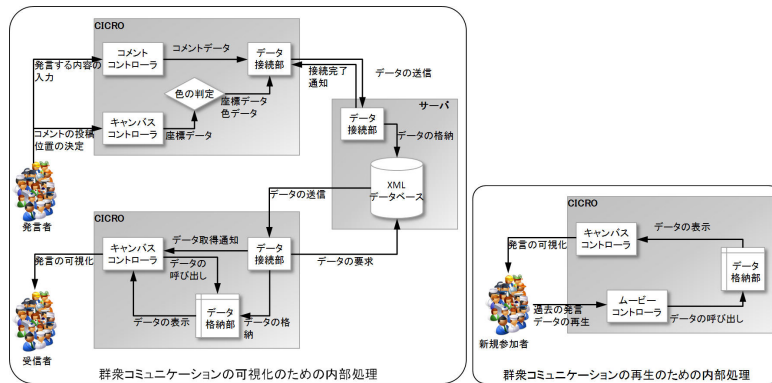 CICRO
発言する内容の
入力
コメント
コントローラ
コメントデータ
データ
接続部
接続完了
通知
データの送信
色の判定
座標データ
色データ
コメントの投稿
位置の決定
キャンバス
コントローラ
座標データ
発言者
サーバ
データ
接続部
データの格納
XML
データベース
データの送信
データの要求
CICRO
発言の可視化
キャンバス
コントローラ
データ取得通知
データ
接続部
データの
呼び出し
データ
格納部
データの表示
データの格
納
受信者
群衆コミュニケーションの可視化のための内部処理
CICRO
発言の可視化
キャンバス
コントローラ
データの表示
データ
格納部
過去の発言
データの再生
ムービー
コントローラ
データの呼び出し
新規参加者
群衆コミュニケーションの再生のための内部処理